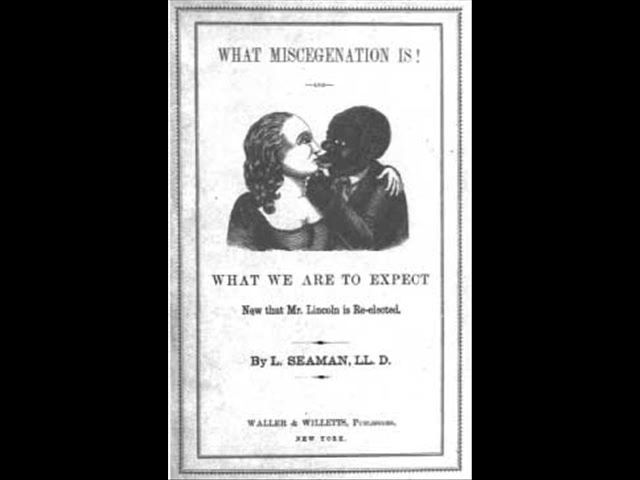 WHAT MISCEGENATION IS!
—AND—
WHAT WE ARE TO EXPECT
Now that Mr. Lincoln is Re-elected.
By L. SEAMAN, LL. D.
WALLER & WILLETTS, PUBLISHERS,
NEW YORK.